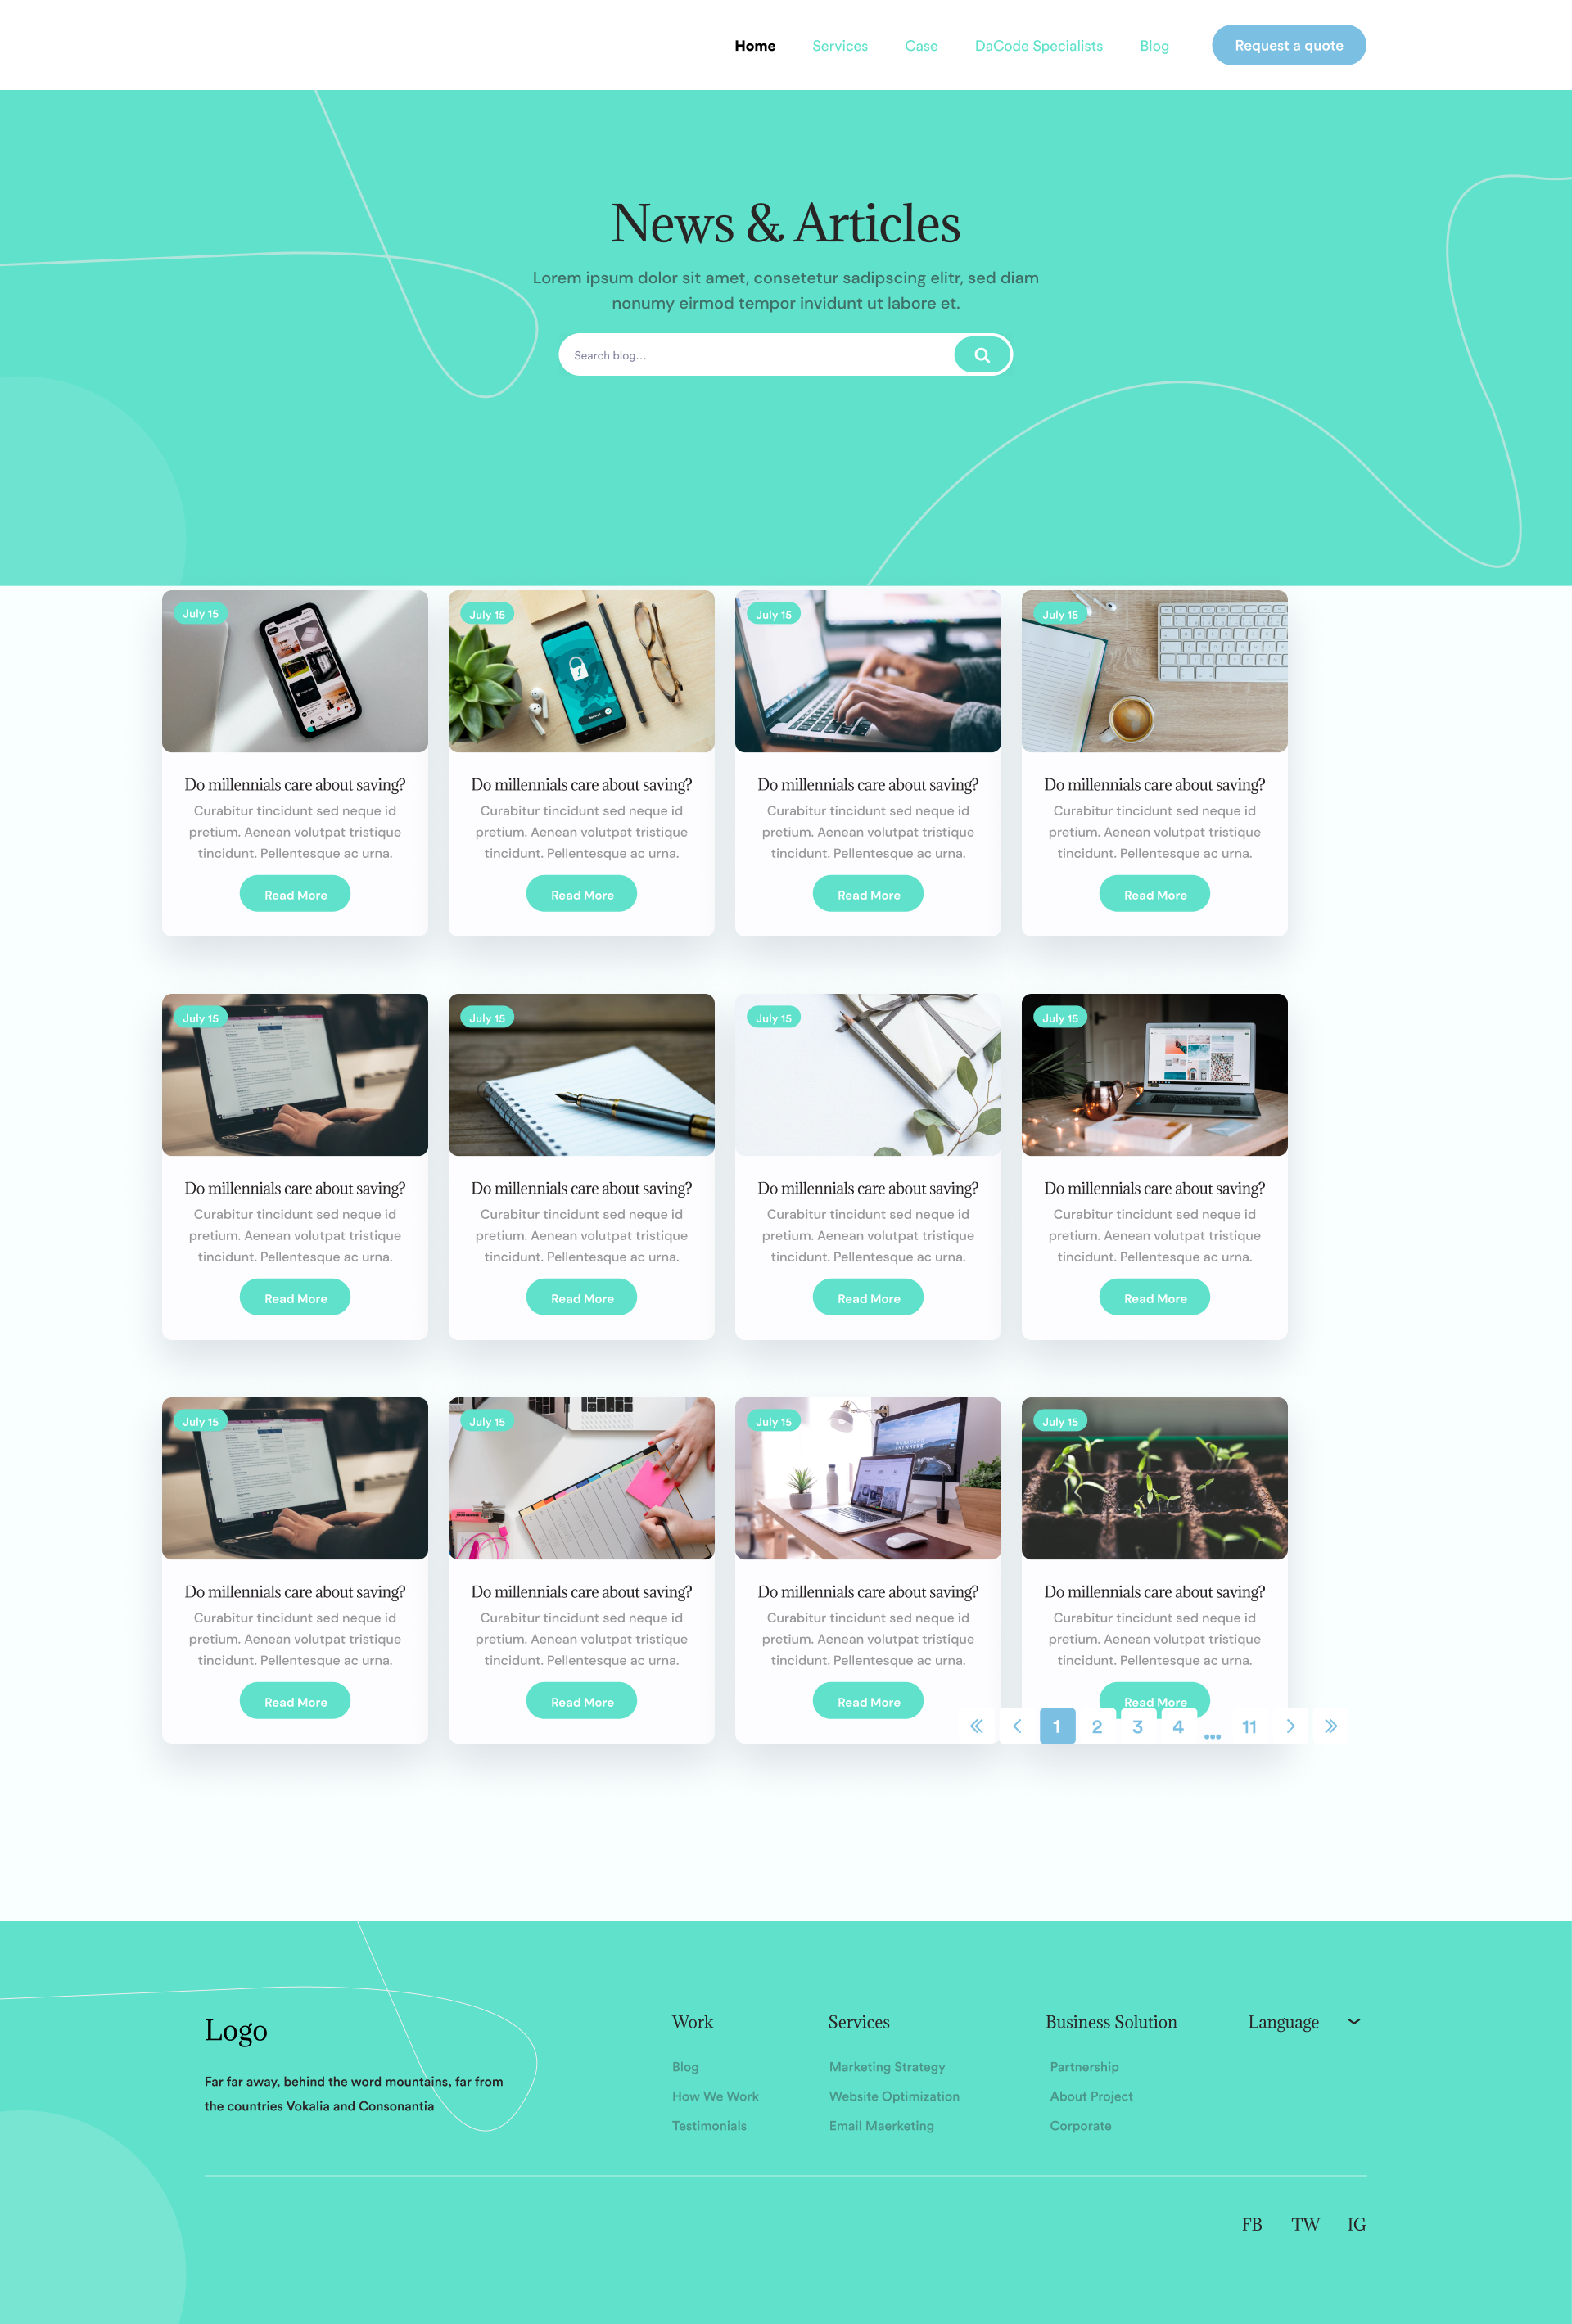 Home Services Case DaCode Specialists Blog Request a quote
News & Articles
Lorem ipsum dolor sit amet, consetetur sadipscing elitr, sed diam
nonumy eirmod tempor invidunt ut labore et.
Search blog...
July 15 July 15 July 15 July 15
Do millennials care about saving? Do millennials care about saving? Do millennials care about saving? Do millennials care about saving?
Curabitur tincidunt sed neque id Curabitur tincidunt sed neque id Curabitur tincidunt sed neque id Curabitur tincidunt sed neque id
pretium. Aenean volutpat tristique pretium. Aenean volutpat tristique pretium. Aenean volutpat tristique pretium. Aenean volutpat tristique
tincidunt. Pellentesque ac urna. tincidunt. Pellentesque ac urna. tincidunt. Pellentesque ac urna. tincidunt. Pellentesque ac urna.
Read More Read More Read More Read More
July 15 July 15 July 15 July 15
Do millennials care about saving? Do millennials care about saving? Do millennials care about saving? Do millennials care about saving?
Curabitur tincidunt sed neque id Curabitur tincidunt sed neque id Curabitur tincidunt sed neque id Curabitur tincidunt sed neque id
pretium. Aenean volutpat tristique pretium. Aenean volutpat tristique pretium. Aenean volutpat tristique pretium. Aenean volutpat tristique
tincidunt. Pellentesque ac urna. tincidunt. Pellentesque ac urna. tincidunt. Pellentesque ac urna. tincidunt. Pellentesque ac urna.
Read More Read More Read More Read More
July 15 July 15 July 15 July 15
Do millennials care about saving? Do millennials care about saving? Do millennials care about saving? Do millennials care about saving?
Curabitur tincidunt sed neque id Curabitur tincidunt sed neque id Curabitur tincidunt sed neque id Curabitur tincidunt sed neque id
pretium. Aenean volutpat tristique pretium. Aenean volutpat tristique pretium. Aenean volutpat tristique pretium. Aenean volutpat tristique
tincidunt. Pellentesque ac urna. tincidunt. Pellentesque ac urna. tincidunt. Pellentesque ac urna. tincidunt. Pellentesque ac urna.
Read More Read More Read More Read More
1 2 3 4 ... 11
Logo
Far far away, behind the word mountains, far from
the countries Vokalia and Consonantia
Work
Blog
How We Work
Testimonials
Services
Marketing Strategy
Website Optimization
Email Maerketing
Business Solution
Partnership
About Project
Corporate
Language
FB TW IG